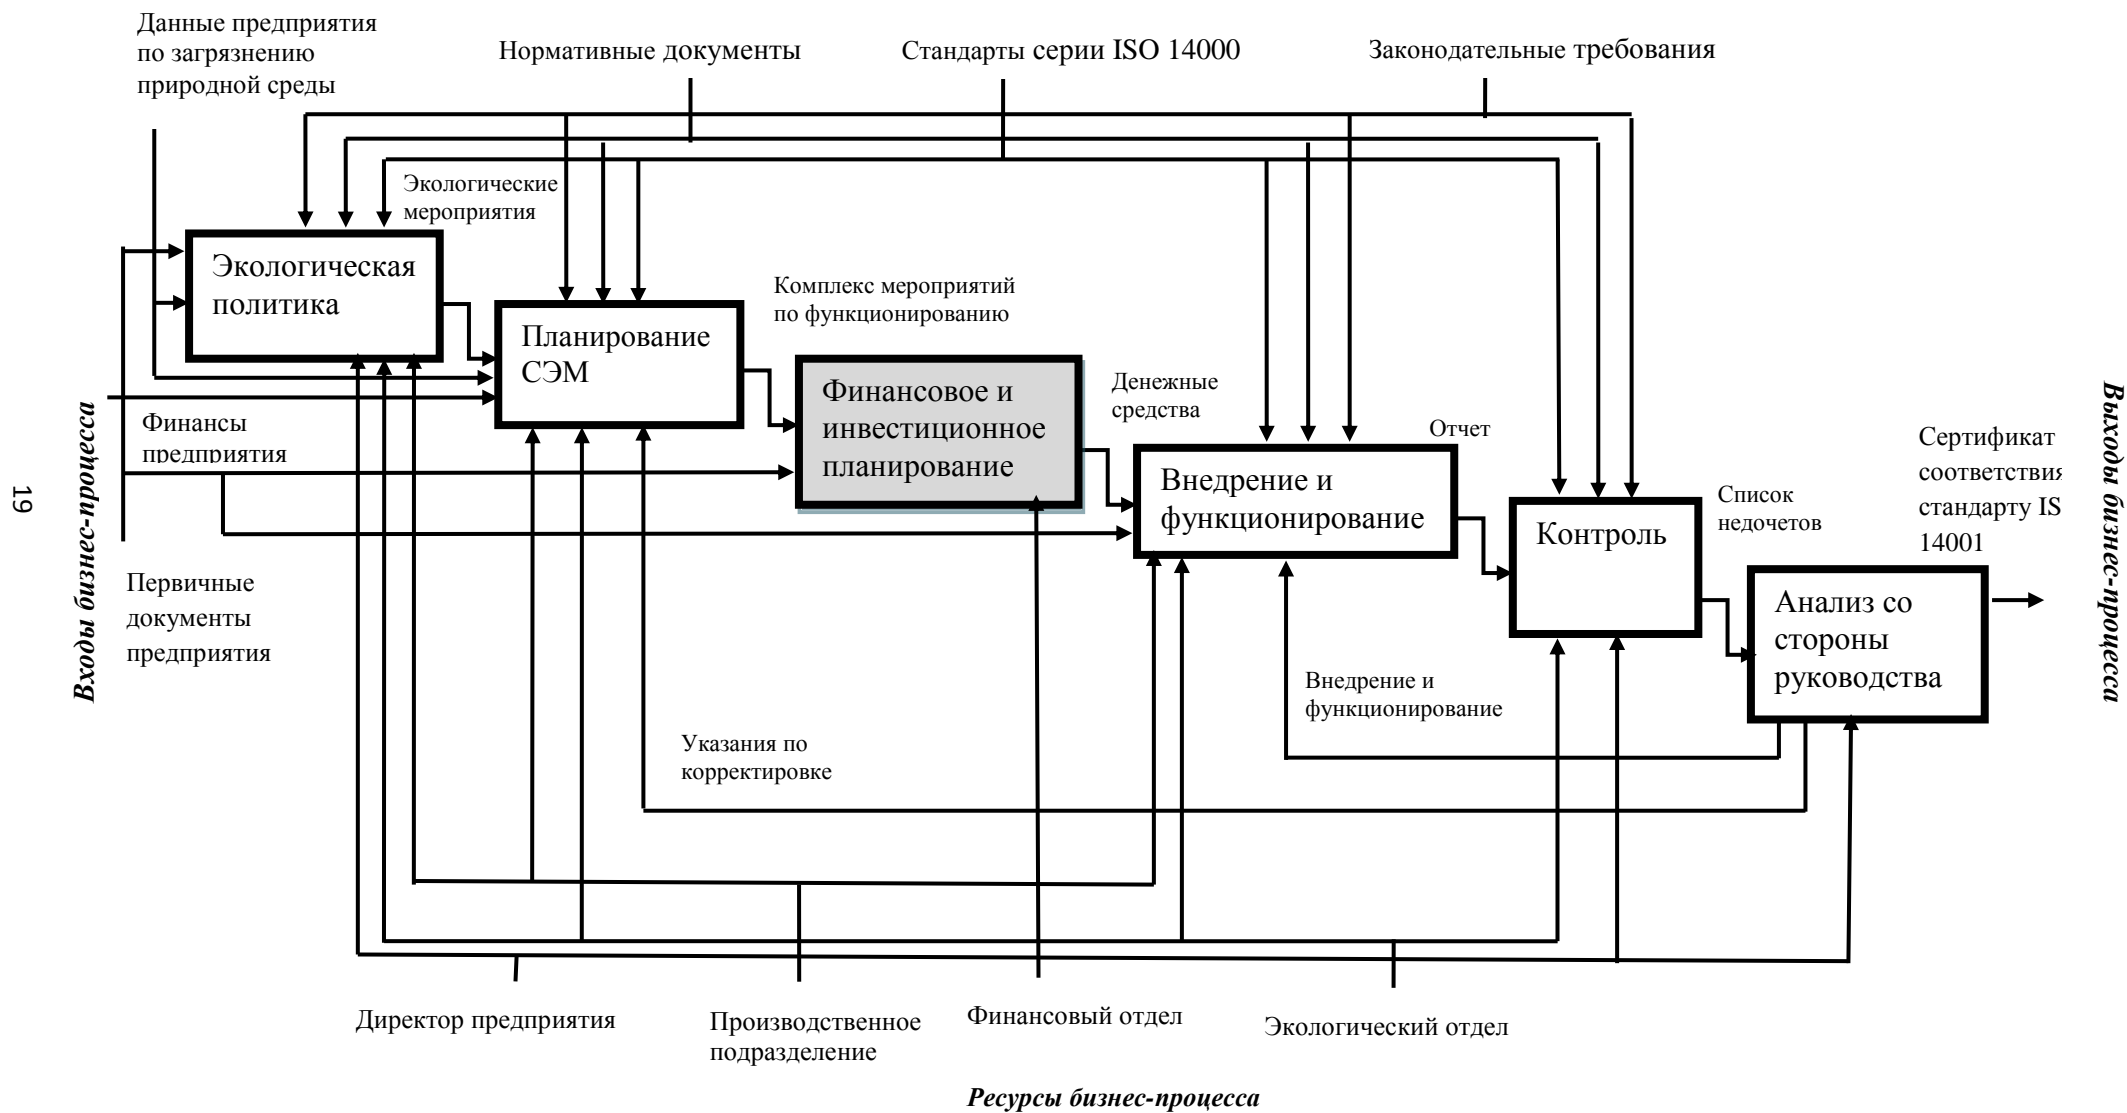 Данные предприятия
по загрязнению
природной среды
Нормативные документы
Стандарты серии ISO 14000
Законодательные требования
Экологические
мероприятия
Экологическая
политика
Комплекс мероприятий
по функционированию
Планирование
СЭМ
Финансовое и
инвестиционное
планирование
Денежные
средства
Отчет
Внедрение и
функционирование
Контроль
Список
недочетов
Сертификат
соответствия
стандарту IS
14001
Анализ со
стороны
руководства
Финансы
предприятия
Первичные
документы
предприятия
Входы бизнес-процесса
Выходы бизнес-процесса
19
Внедрение и
функционирование
Указания по
корректировке
Директор предприятия
Производственное
подразделение
Финансовый отдел
Экологический отдел
Ресурсы бизнес-процесса